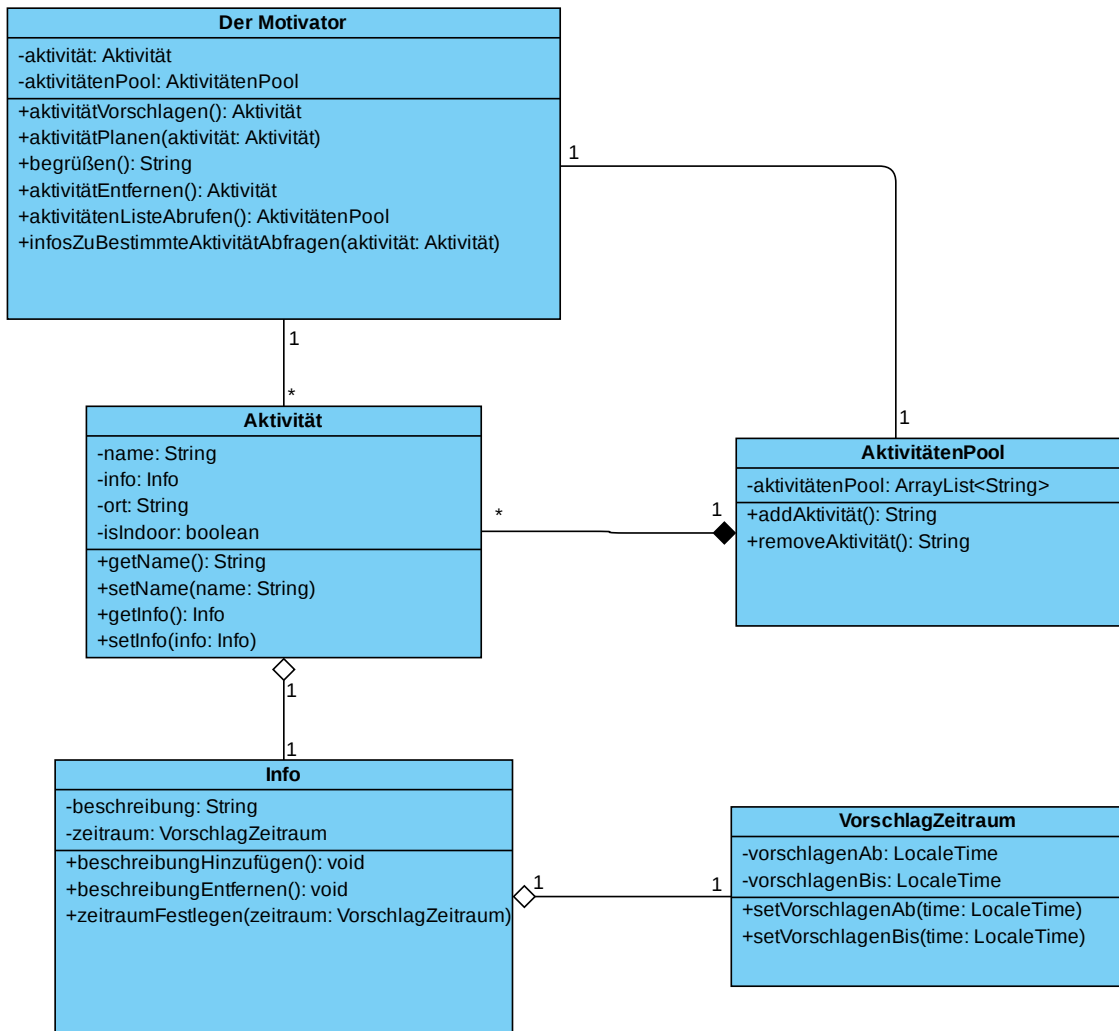 Der Motivator
-aktivität: Aktivität
-aktivitätenPool: AktivitätenPool
+aktivitätVorschlagen(): Aktivität
+aktivitätPlanen(aktivität: Aktivität)
+begrüßen(): String
+aktivitätEntfernen(): Aktivität
+aktivitätenListeAbrufen(): AktivitätenPool
+infosZuBestimmteAktivitätAbfragen(aktivität: Aktivität)
1
1
*
1
Aktivität
-name: String
-info: Info
-ort: String
-isIndoor: boolean
+getName(): String
+setName(name: String)
+getInfo(): Info
+setInfo(info: Info)
*
1
AktivitätenPool
-aktivitätenPool: ArrayList<String>
+addAktivität(): String
+removeAktivität(): String
1
1
Info
-beschreibung: String
-zeitraum: VorschlagZeitraum
+beschreibungHinzufügen(): void
+beschreibungEntfernen(): void
+zeitraumFestlegen(zeitraum: VorschlagZeitraum)
1
1
VorschlagZeitraum
-vorschlagenAb: LocaleTime
-vorschlagenBis: LocaleTime
+setVorschlagenAb(time: LocaleTime)
+setVorschlagenBis(time: LocaleTime)